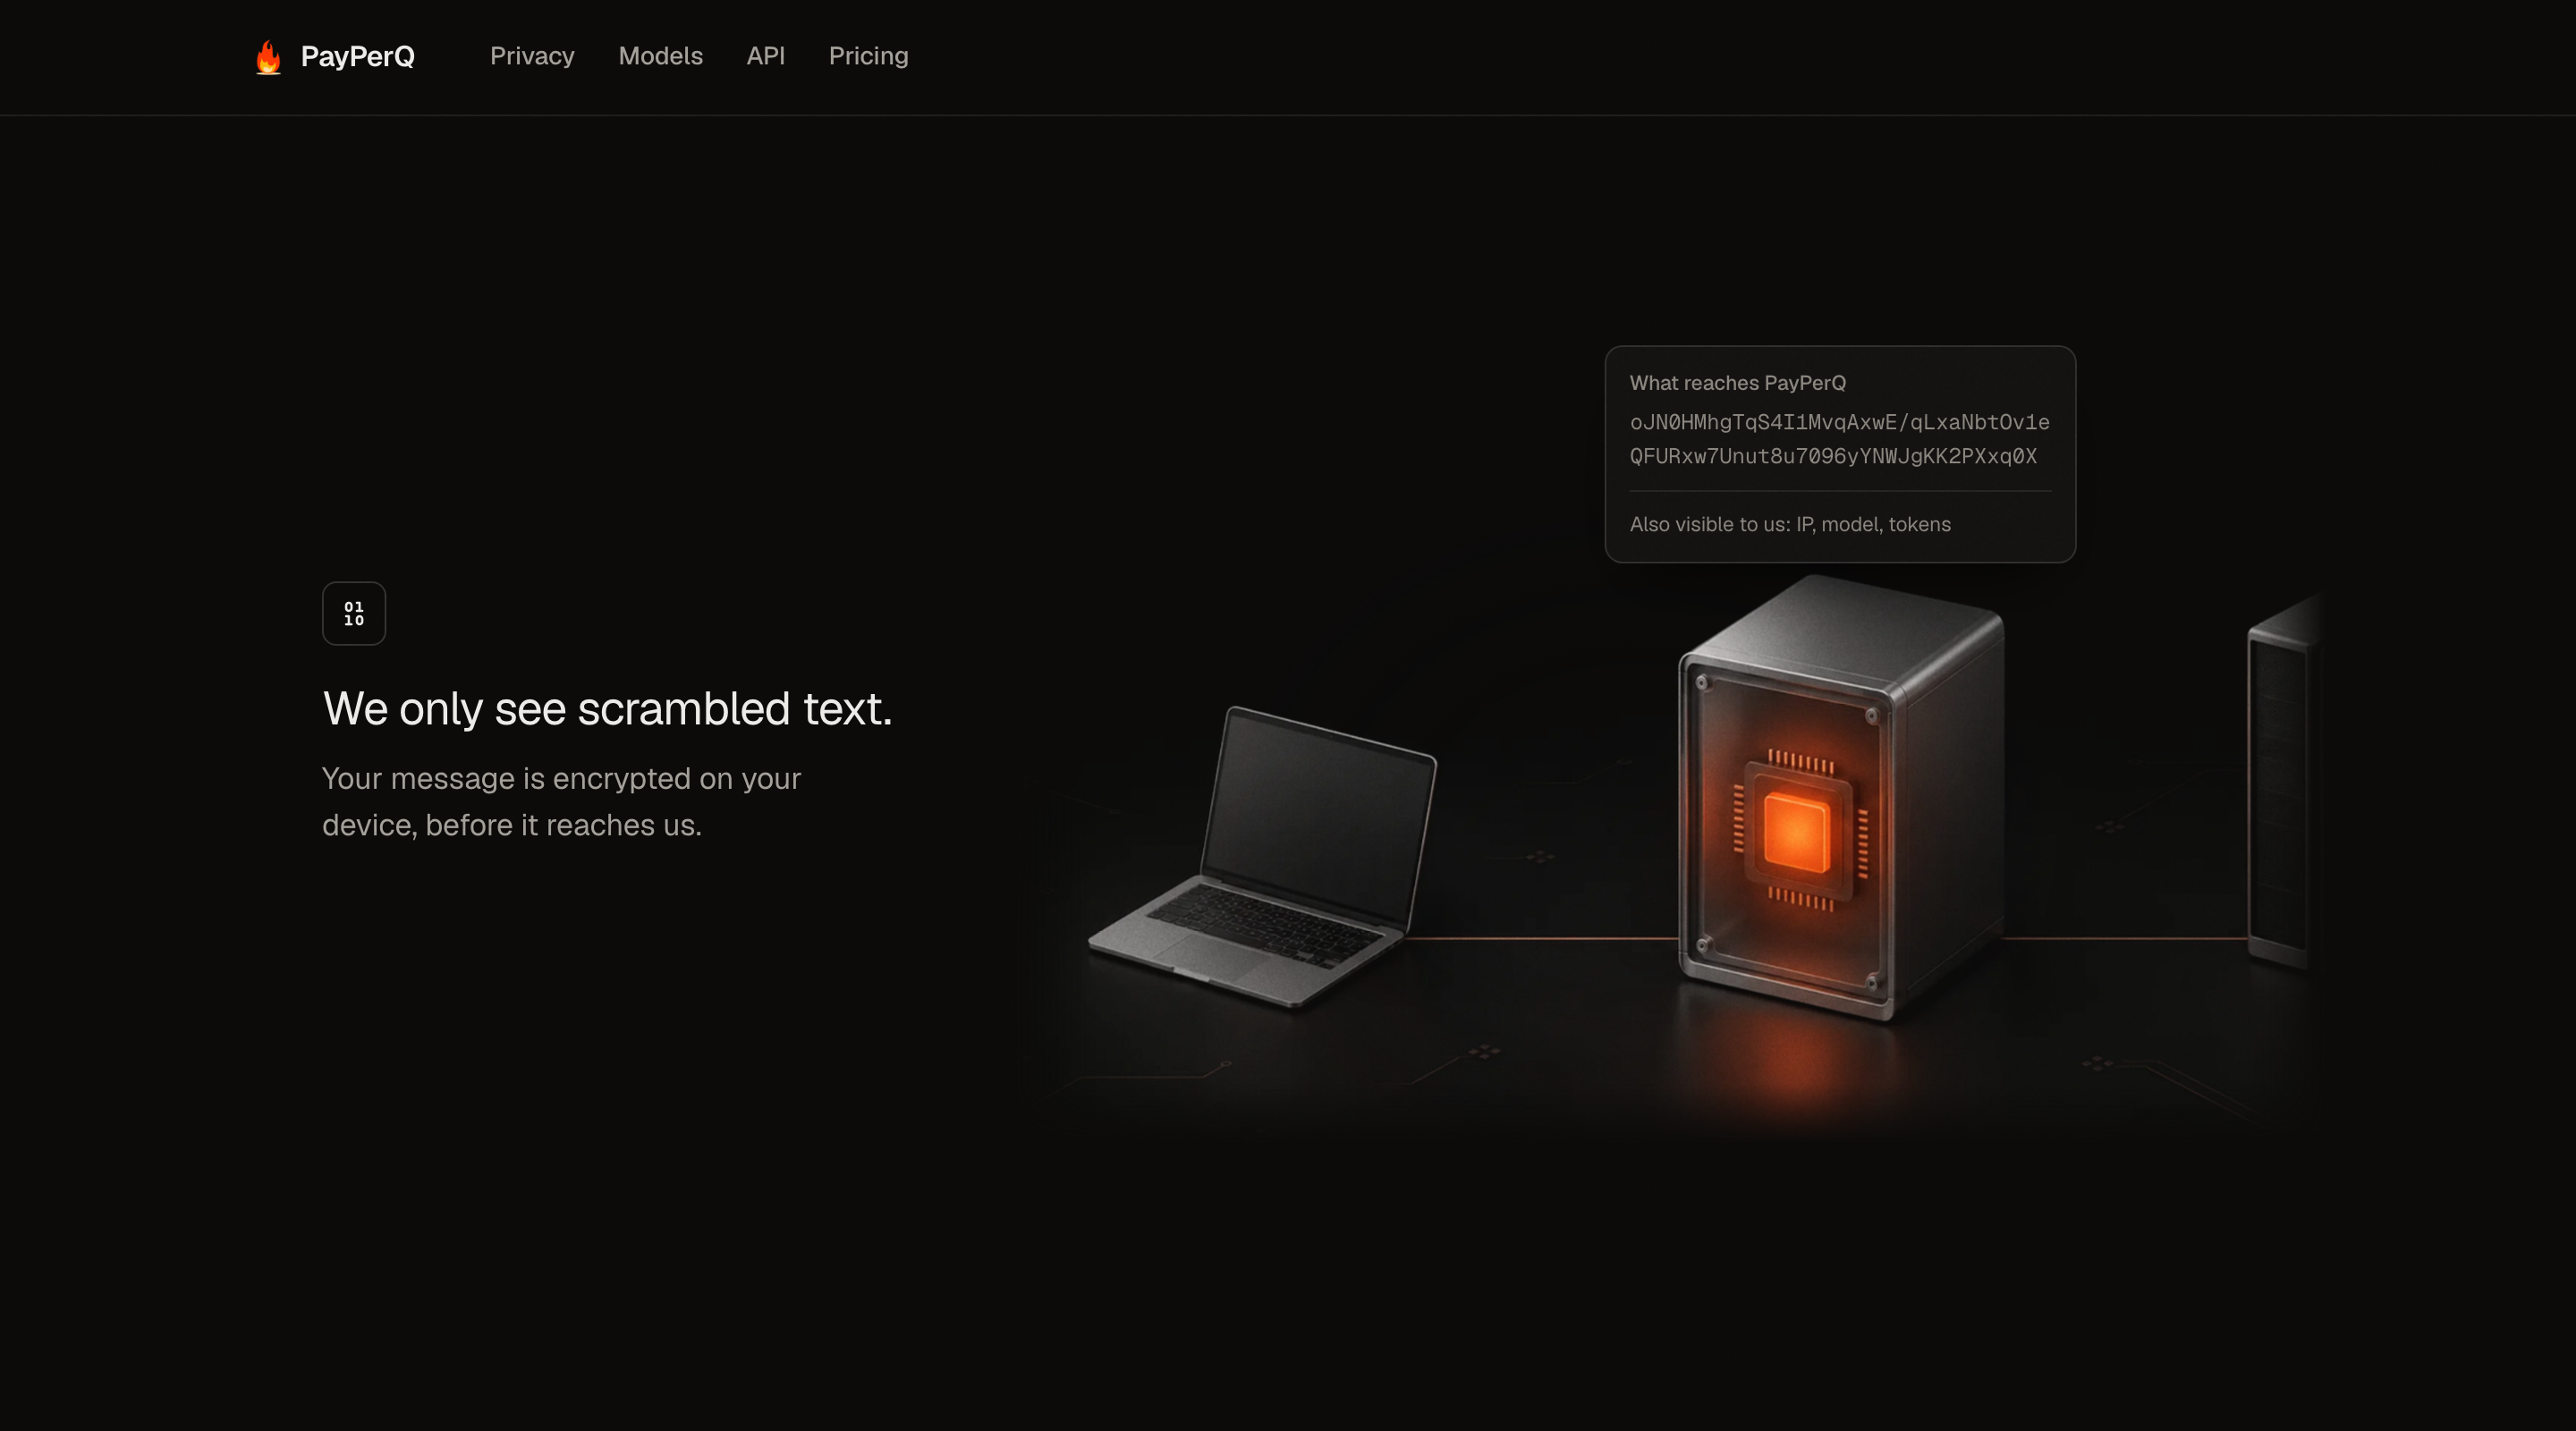 PayPerQ
Privacy
Models
API
Pricing
What reaches PayPerQ
oJN0HMhgTqS4I1MvqAxwE/qLxaNbtOv1e
QFURxw7Unut8u7096yYNWJgKK2PXxq0X
Also visible to us: IP, model, tokens
01
10
We only see scrambled text.
Your message is encrypted on your
device, before it reaches us.